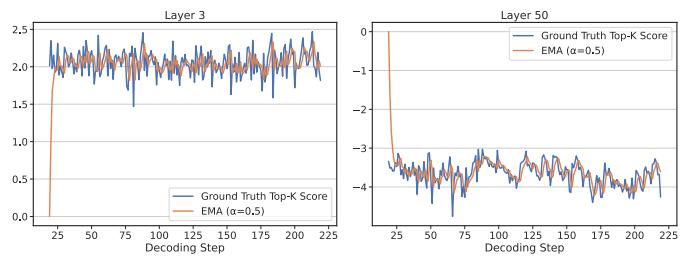 Layer 3
2.5
2.0
1.5
1.0
0.5
0.0
Ground Truth Top-K Score
EMA (α=0.5)
25 50 75 100 125 150 175 200 225
Decoding Step
Layer 50
0
−1
−2
−3
−4
Ground Truth Top-K Score
EMA (α=0.5)
25 50 75 100 125 150 175 200 225
Decoding Step